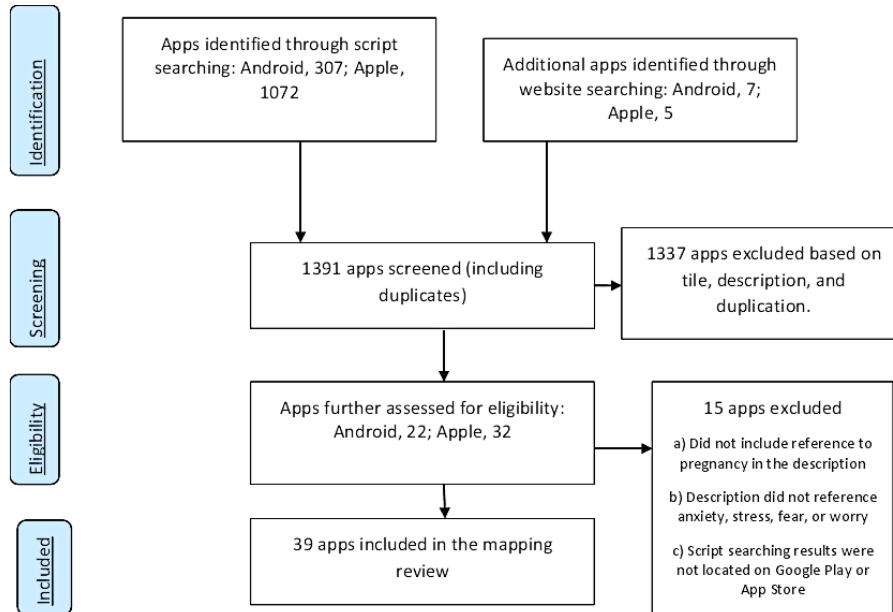 Identification
Apps identified through script
searching: Android, 307; Apple,
1072
Additional apps identified through
website searching: Android, 7;
Apple, 5
Screening
1391 apps screened (including
duplicates)
1337 apps excluded based on
tile, description, and
duplication.
Eligibility
Apps further assessed for eligibility:
Android, 22; Apple, 32
15 apps excluded
a) Did not include reference to
pregnancy in the description
b) Description did not reference
anxiety, stress, fear, or worry
c) Script searching results were
not located on Google Play or
App Store
Included
39 apps included in the mapping
review